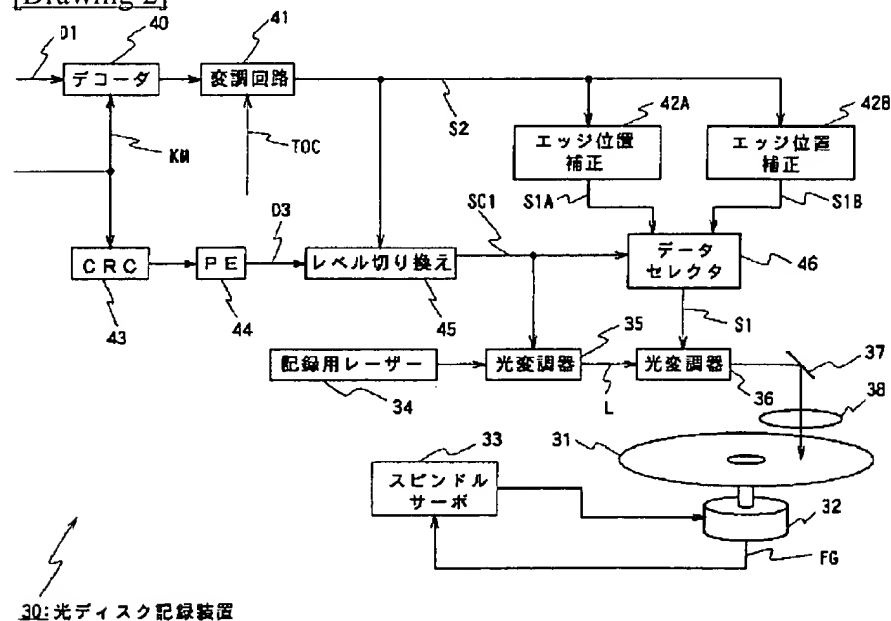 [Drawing 2]
D1
40
41
デコーダ
変調回路
S2
42A
42B
エッジ位置
補正
エッジ位置
補正
KM
TOC
D3
SC1
S1A
S1B
CRC
PE
レベル切り換え
データ
セレクタ
46
43
44
45
S1
35
37
記録用レーザー
光変調器
光変調器
34
L
36
38
33
31
スピンドル
サーボ
32
FG
30:光ディスク記録装置